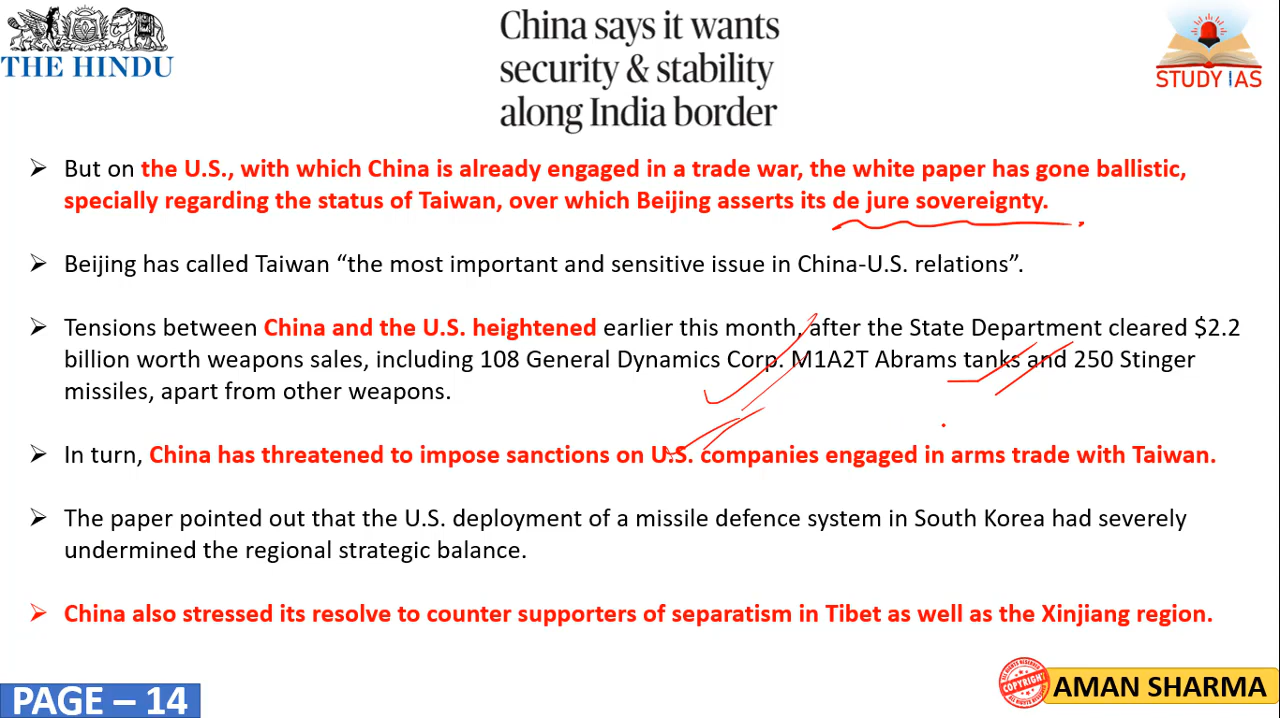 THE HINDU
China says it wants
security & stability
along India border
STUDY IAS
➢ But on the U.S., with which China is already engaged in a trade war, the white paper has gone ballistic,
specially regarding the status of Taiwan, over which Beijing asserts its de jure sovereignty.
➢ Beijing has called Taiwan “the most important and sensitive issue in China-U.S. relations”.
➢ Tensions between China and the U.S. heightened earlier this month, after the State Department cleared $2.2
billion worth weapons sales, including 108 General Dynamics Corp. M1A2T Abrams tanks and 250 Stinger
missiles, apart from other weapons.
➢ In turn, China has threatened to impose sanctions on U.S. companies engaged in arms trade with Taiwan.
➢ The paper pointed out that the U.S. deployment of a missile defence system in South Korea had severely
undermined the regional strategic balance.
➢ China also stressed its resolve to counter supporters of separatism in Tibet as well as the Xinjiang region.
PAGE – 14
COPYRIGHT
AMAN SHARMA